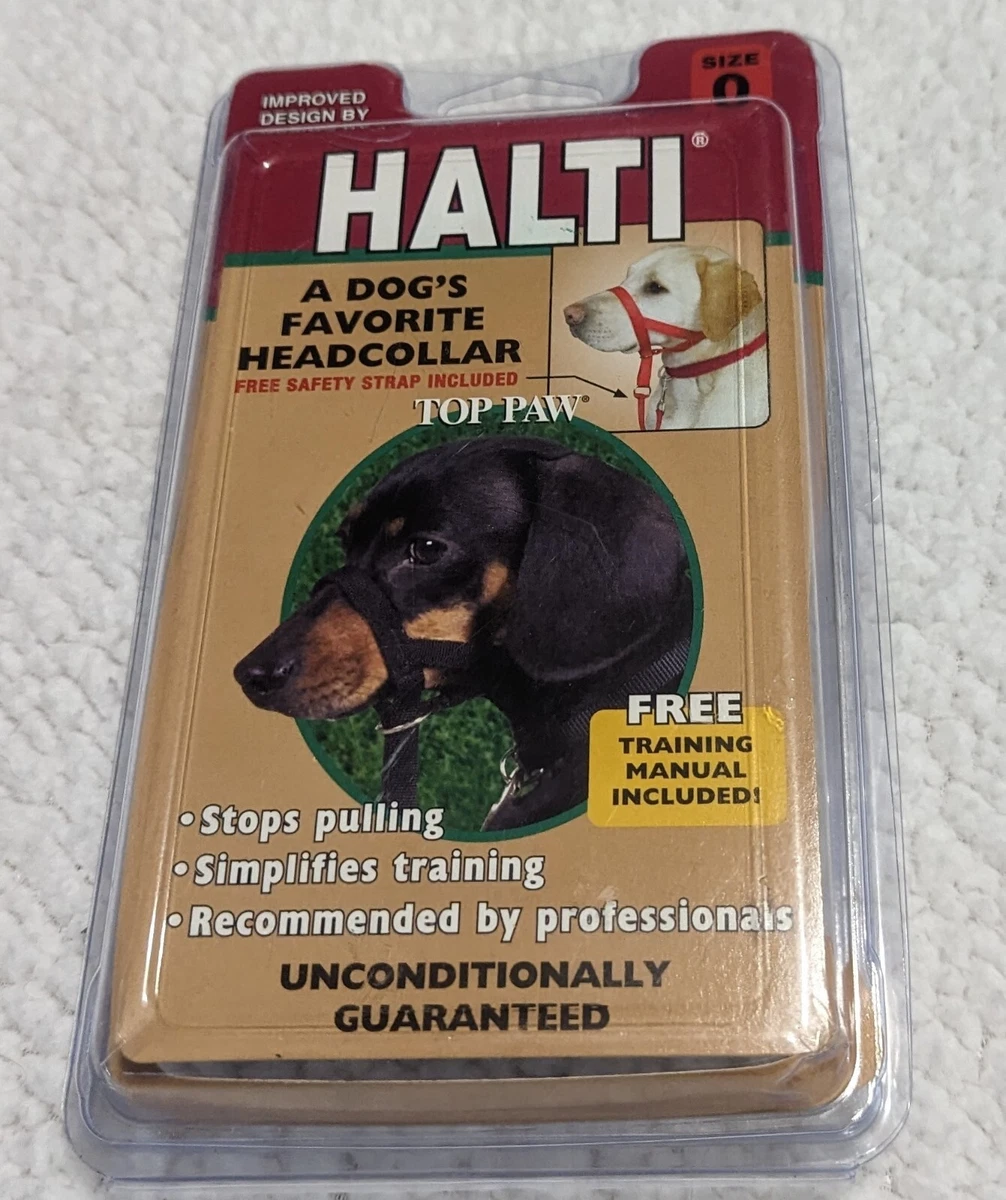 IMPROVED
DESIGN BY
SIZE
0
HALTI®
A DOG'S
FAVORITE
HEADCOLLAR
FREE SAFETY STRAP INCLUDED
TOP PAW®
FREE
TRAINING
MANUAL
INCLUDED!
•Stops pulling
•Simplifies training
•Recommended by professionals
UNCONDITIONALLY
GUARANTEED